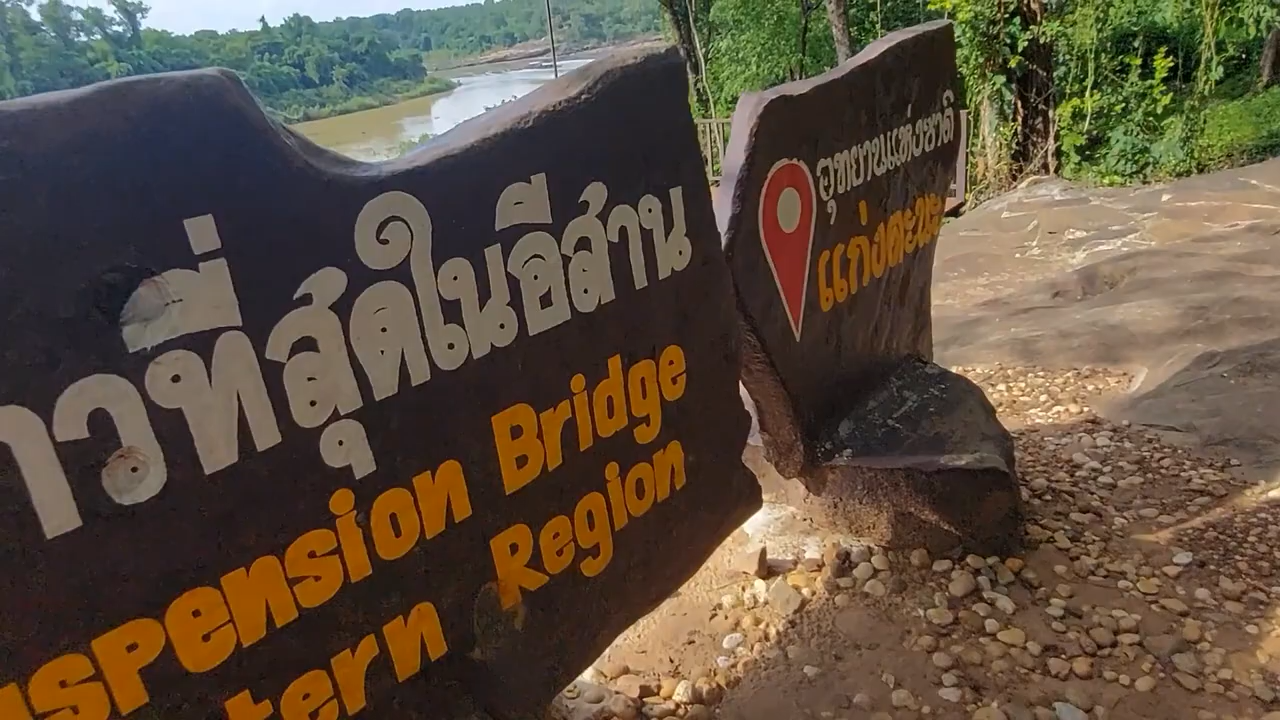 าวที่สุดในอีสาน
uspension Bridge
tern Region
อุทยานแห่งชาติ
แก่งตะนะ